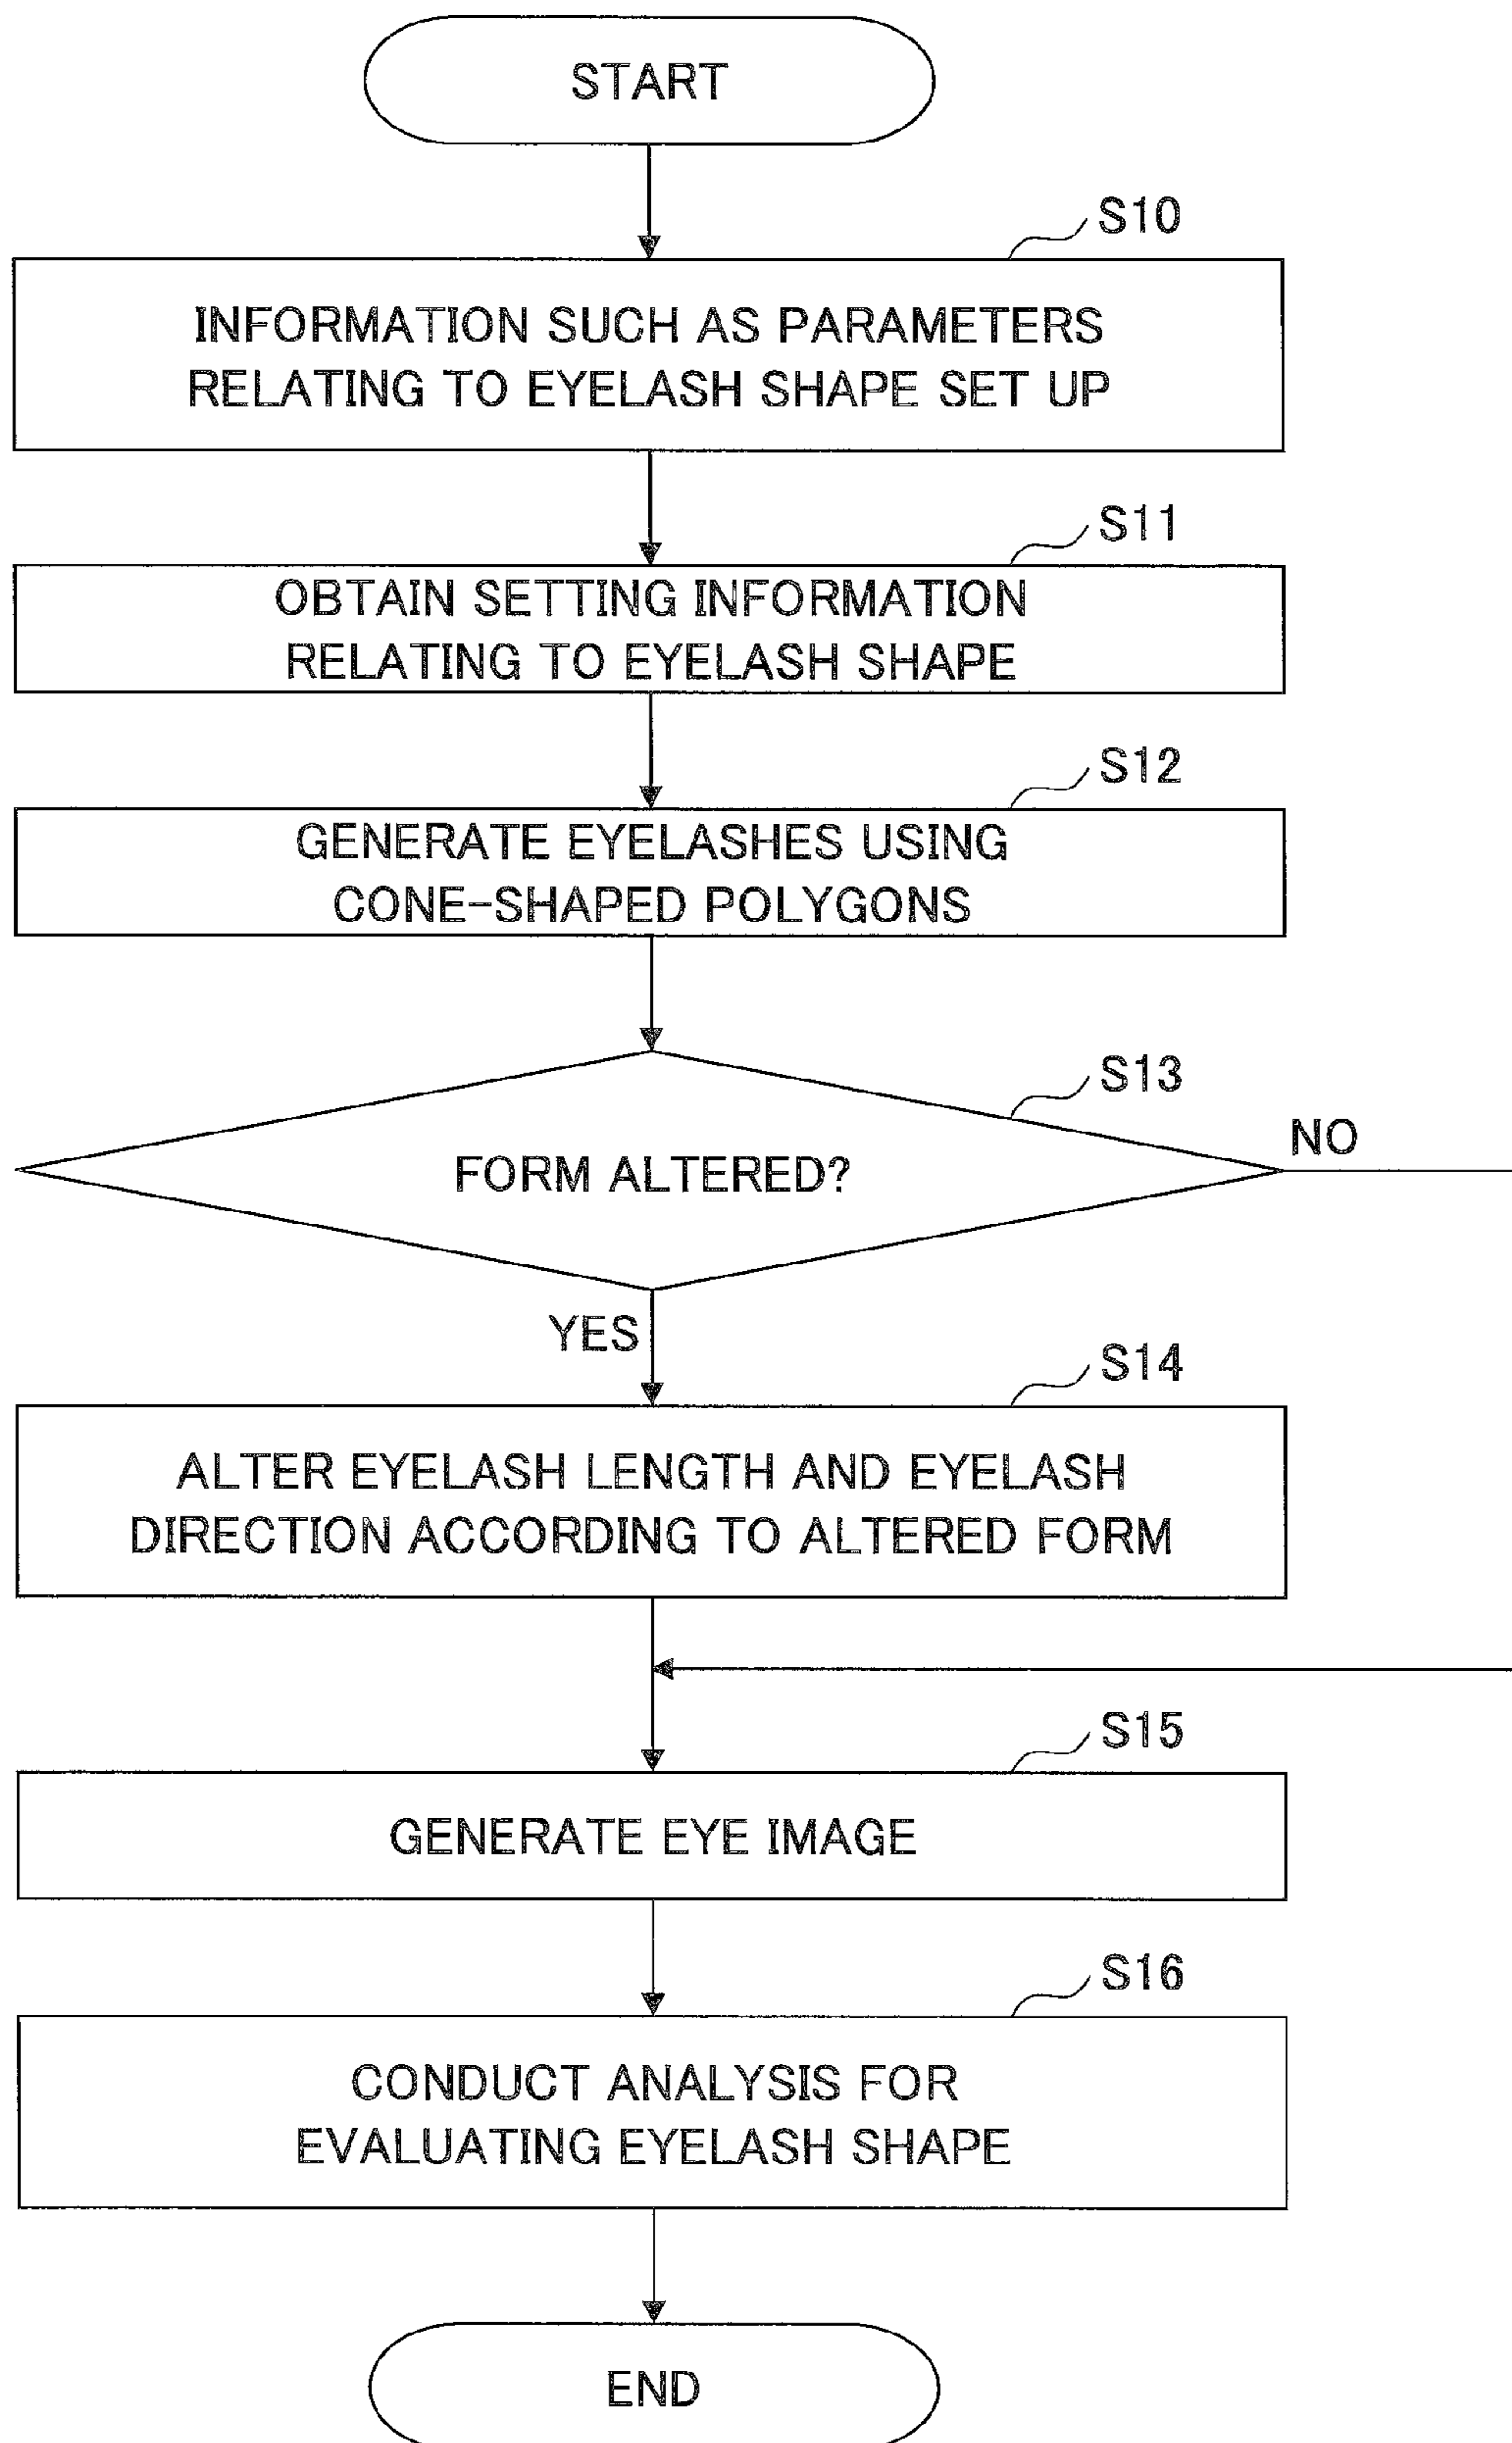 START
S10
INFORMATION SUCH AS PARAMETERS
RELATING TO EYELASH SHAPE SET UP
S11
OBTAIN SETTING INFORMATION
RELATING TO EYELASH SHAPE
S12
GENERATE EYELASHES USING
CONE-SHAPED POLYGONS
S13
NO
FORM ALTERED?
YES
S14
ALTER EYELASH LENGTH AND EYELASH
DIRECTION ACCORDING TO ALTERED FORM
S15
GENERATE EYE IMAGE
S16
CONDUCT ANALYSIS FOR
EVALUATING EYELASH SHAPE
END